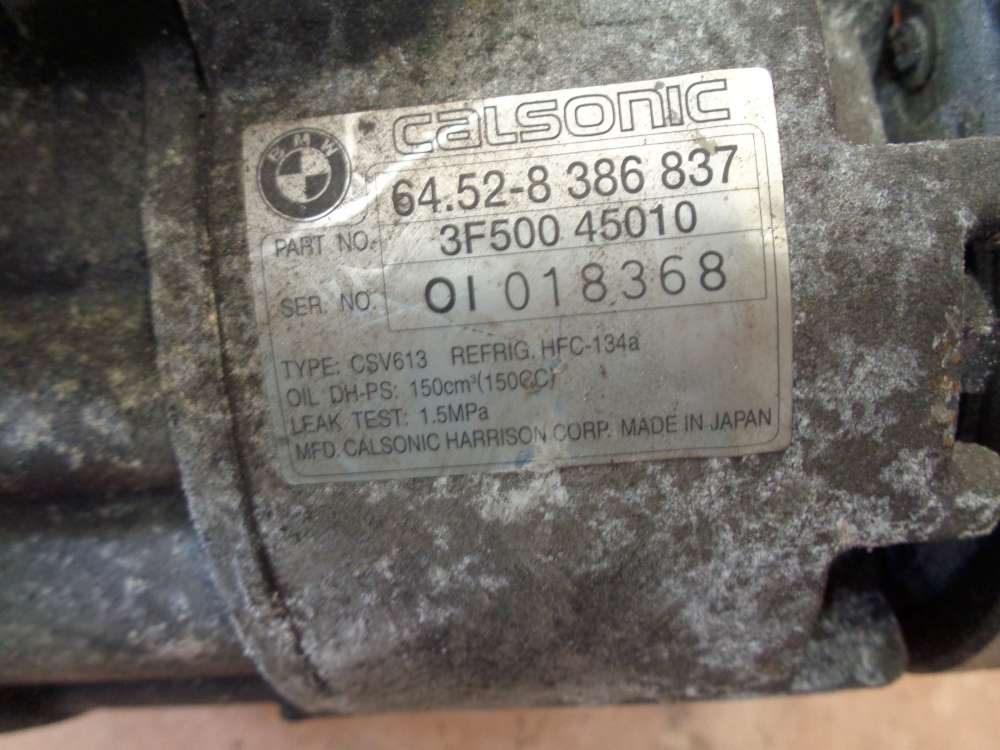 BMW
CALSONIC
64.52-8 386 837
PART NO. 3F500 45010
SER. NO. 01 018368
TYPE: CSV613 REFRIG. HFC-134a
OIL DH-PS: 150cm³(150CC)
LEAK TEST: 1.5MPa
MFD. CALSONIC HARRISON CORP. MADE IN JAPAN